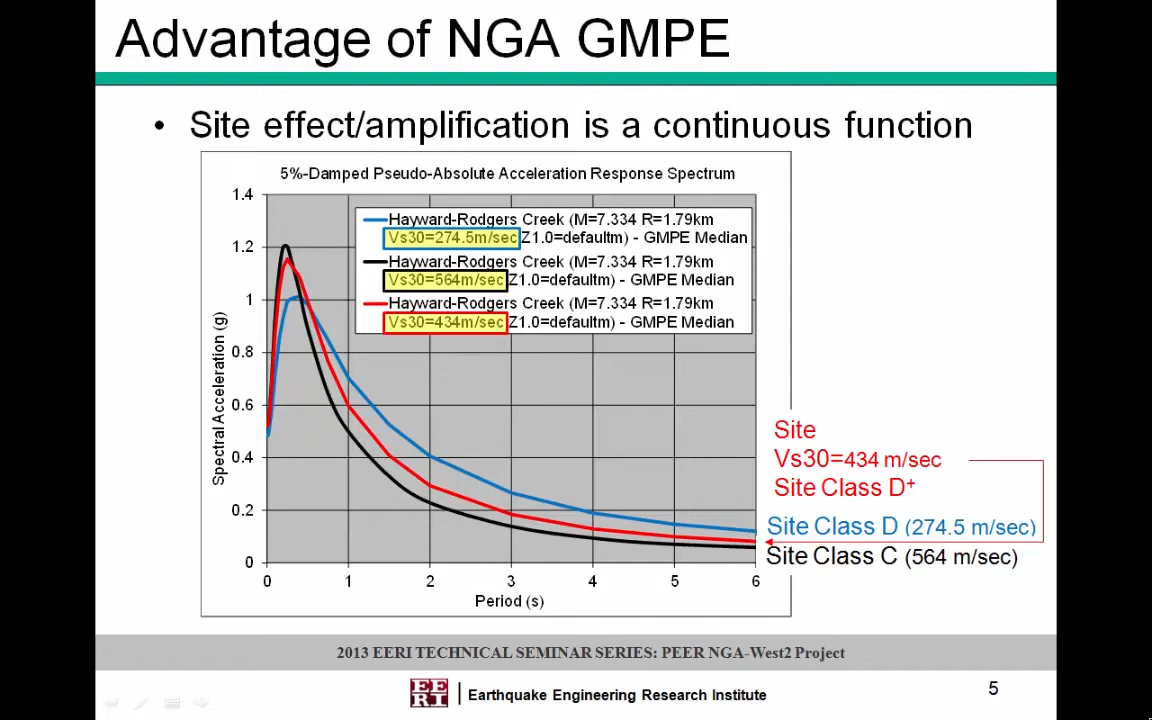 Advantage of NGA GMPE
• Site effect/amplification is a continuous function
5%-Damped Pseudo-Absolute Acceleration Response Spectrum
Hayward-Rodgers Creek (M=7.334 R=1.79km
Vs30=274.5m/sec Z1.0=defaultm) - GMPE Median
Hayward-Rodgers Creek (M=7.334 R=1.79km
Vs30=564m/sec Z1.0=defaultm) - GMPE Median
Hayward-Rodgers Creek (M=7.334 R=1.79km
Vs30=434m/sec Z1.0=defaultm) - GMPE Median
Spectral Acceleration (g)
1.4
1.2
1
0.8
0.6
0.4
0.2
0
0 1 2 3 4 5 6
Period (s)
Site
Vs30=434 m/sec
Site Class D+
Site Class D (274.5 m/sec)
Site Class C (564 m/sec)
2013 EERI TECHNICAL SEMINAR SERIES: PEER NGA-West2 Project
EE
RI
Earthquake Engineering Research Institute
5